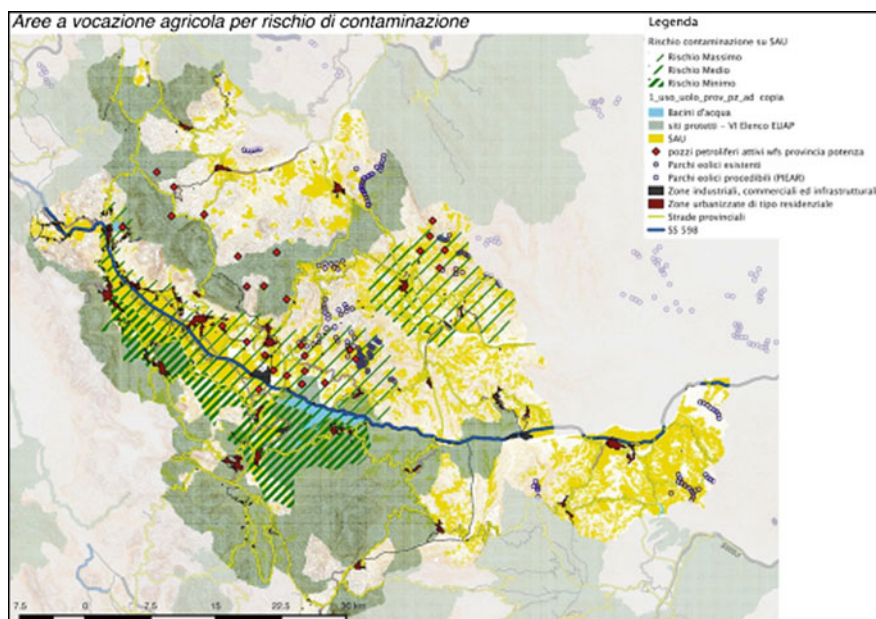 Aree a vocazione agricola per rischio di contaminazione
Legenda
Rischio contaminazione su SAU
Rischio Massimo
Rischio Medio
Rischio Minimo
1_uso_uolo_prov_pz_ad copia
Bacini d'acqua
siti protetti - VI Elenco EUAP
SAU
pozzi petroliferi attivi wfs provincia potenza
Parchi eolici esistenti
Parchi eolici procedibili (PIEAR)
Zone industriali, commerciali ed infrastruttural
Zone urbanizzate di tipo residenziale
Strade provinciali
SS 598
7.5 0 7.5 15 22.5 30 km